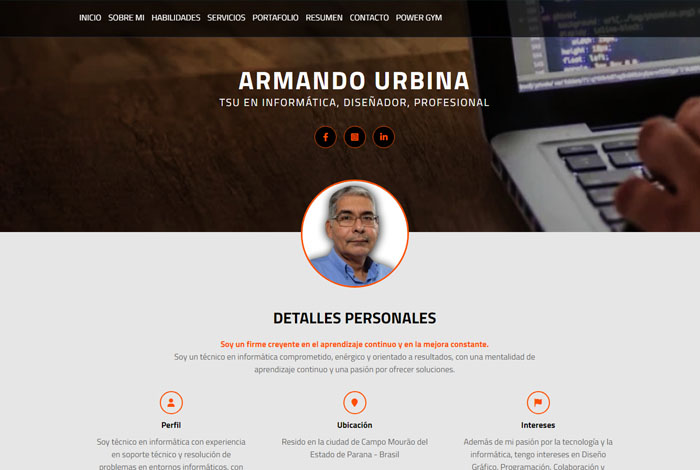 INICIO SOBRE MI HABILIDADES SERVICIOS PORTAFOLIO RESUMEN CONTACTO POWER GYM
ARMANDO URBINA
TSU EN INFORMÁTICA, DISEÑADOR, PROFESIONAL
DETALLES PERSONALES
Soy un firme creyente en el aprendizaje continuo y en la mejora constante.
Soy un técnico en informática comprometido, enérgico y orientado a resultados, con una mentalidad de
aprendizaje continuo y una pasión por ofrecer soluciones.
Perfil
Soy técnico en informática con experiencia
en soporte técnico y resolución de
problemas en entornos informáticos, con
Ubicación
Resido en la ciudad de Campo Mourão del
Estado de Parana - Brasil
Intereses
Además de mi pasión por la tecnología y la
informática, tengo intereses en Diseño
Gráfico, Programación, Colaboración y